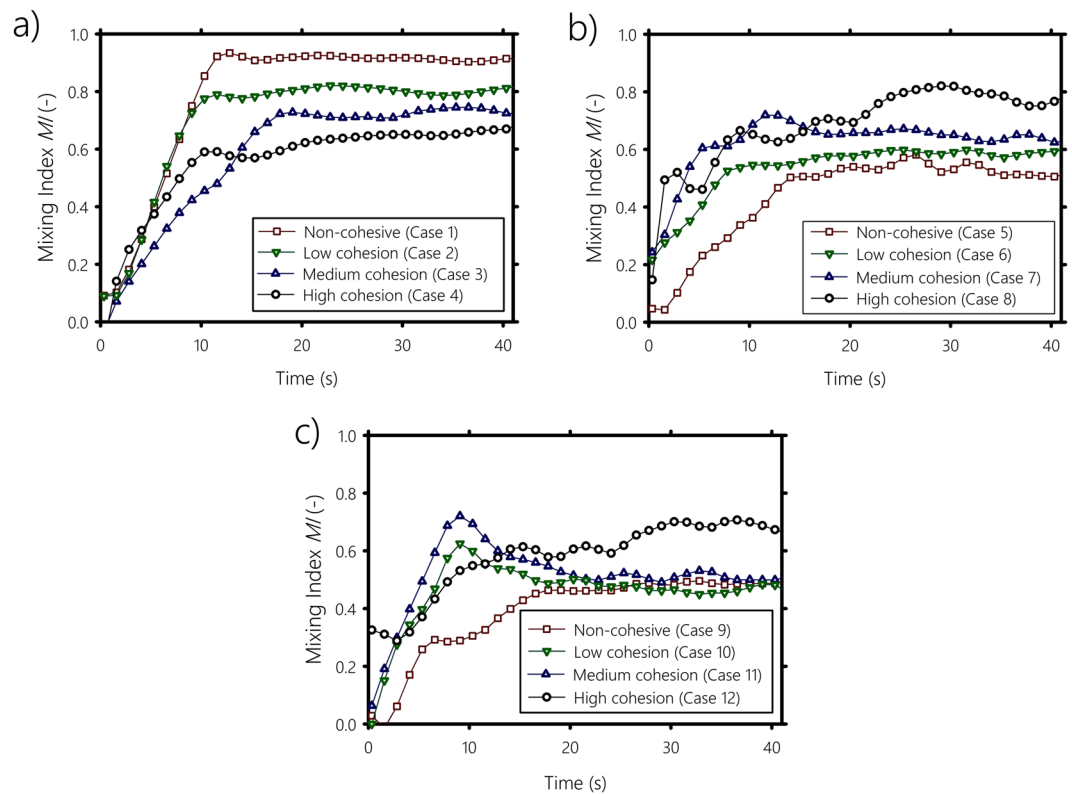 a)
1.0
0.8
0.6
0.4
0.2
0.0
Mixing Index MI (-)
0 10 20 30 40
Time (s)
Non-cohesive (Case 1)
Low cohesion (Case 2)
Medium cohesion (Case 3)
High cohesion (Case 4)
b)
1.0
0.8
0.6
0.4
0.2
0.0
Mixing Index MI (-)
0 10 20 30 40
Time (s)
Non-cohesive (Case 5)
Low cohesion (Case 6)
Medium cohesion (Case 7)
High cohesion (Case 8)
c)
1.0
0.8
0.6
0.4
0.2
0.0
Mixing Index MI (-)
0 10 20 30 40
Time (s)
Non-cohesive (Case 9)
Low cohesion (Case 10)
Medium cohesion (Case 11)
High cohesion (Case 12)